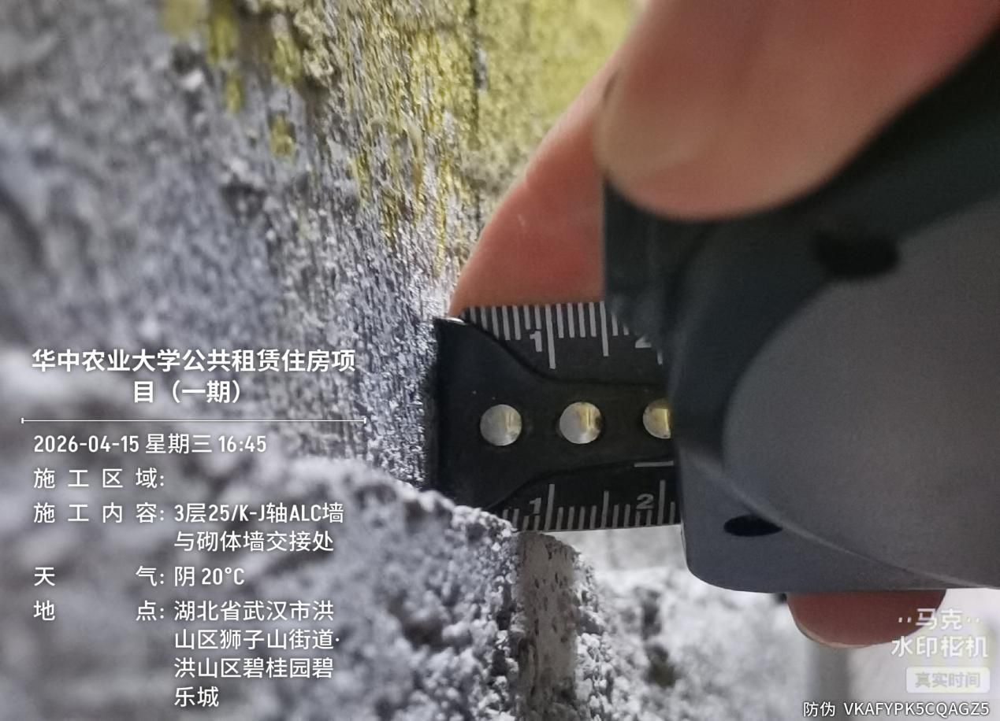 1 2
1 2
华中农业大学公共租赁住房项
目（一期）
2026-04-15 星期三 16:45
施工区域:
施工内容: 3层25/K-J轴ALC墙
与砌体墙交接处
天气: 阴 20°C
地点: 湖北省武汉市洪
山区狮子山街道·
洪山区碧桂园碧
乐城
马克
水印相机
真实时间
防伪 VKAFYPK5CQAGZ5